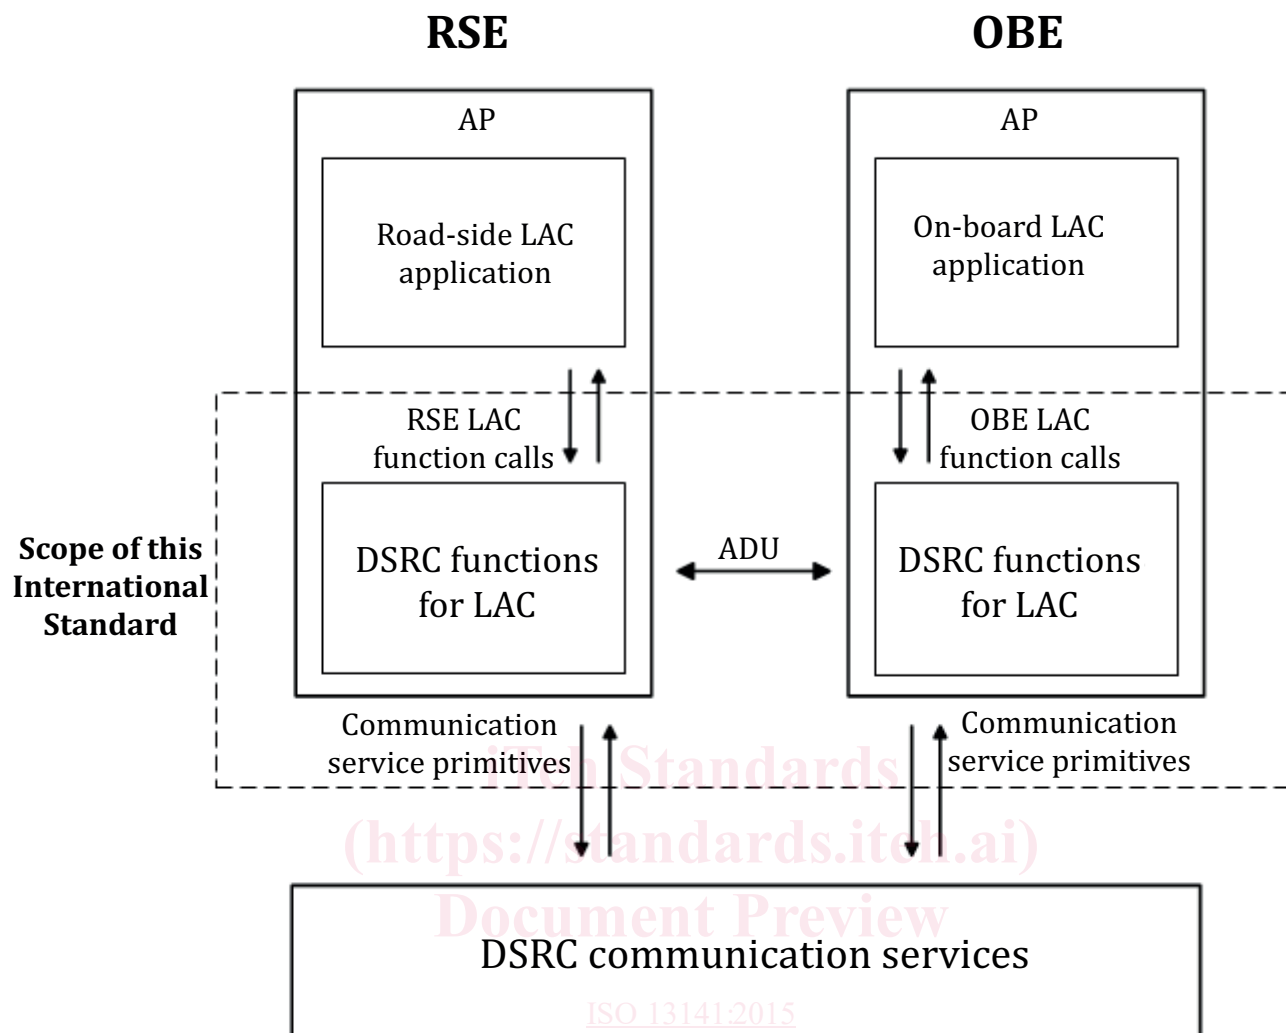 RSE
OBE
AP
AP
Road-side LAC
application
On-board LAC
application
RSE LAC
function calls
OBE LAC
function calls
Scope of this
International
Standard
DSRC functions
for LAC
ADU
DSRC functions
for LAC
Communication
service primitives
Communication
service primitives
iTeh Standards
(https://standards.iteh.ai)
Document Preview
DSRC communication services
ISO 13141:2015